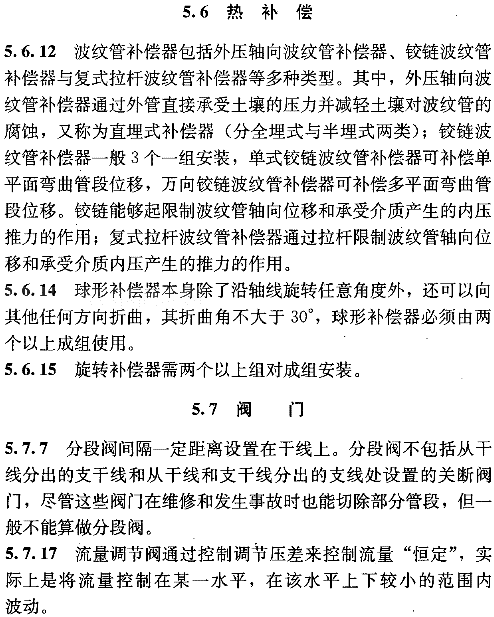 5.6 热补偿
5.6.12 波纹管补偿器包括外压轴向波纹管补偿器、铰链波纹管
补偿器与复式拉杆波纹管补偿器等多种类型。其中，外压轴向波
纹管补偿器通过外管直接承受土壤的压力并减轻土壤对波纹管的
腐蚀，又称为直埋式补偿器（分全埋式与半埋式两类）；铰链波
纹管补偿器一般3个一组安装，单式铰链波纹管补偿器可补偿单
平面弯曲管段位移，万向铰链波纹管补偿器可补偿多平面弯曲管
段位移。铰链能够起限制波纹管轴向位移和承受介质产生的内压
推力的作用；复式拉杆波纹管补偿器通过拉杆限制波纹管轴向位
移和承受介质内压产生的推力的作用。
5.6.14 球形补偿器本身除了沿轴线旋转任意角度外，还可以向
其他任何方向折曲，其折曲角不大于30°，球形补偿器必须由两
个以上成组使用。
5.6.15 旋转补偿器需两个以上组对成组安装。
5.7 阀门
5.7.7 分段阀间隔一定距离设置在干线上。分段阀不包括从干
线分出的支干线和从干线和支干线分出的支线处设置的关断阀
门，尽管这些阀门在维修和发生事故时也能切除部分管段，但一
般不能算做分段阀。
5.7.17 流量调节阀通过控制调节压差来控制流量“恒定”，实
际上是将流量控制在某一水平，在该水平上下较小的范围内
波动。